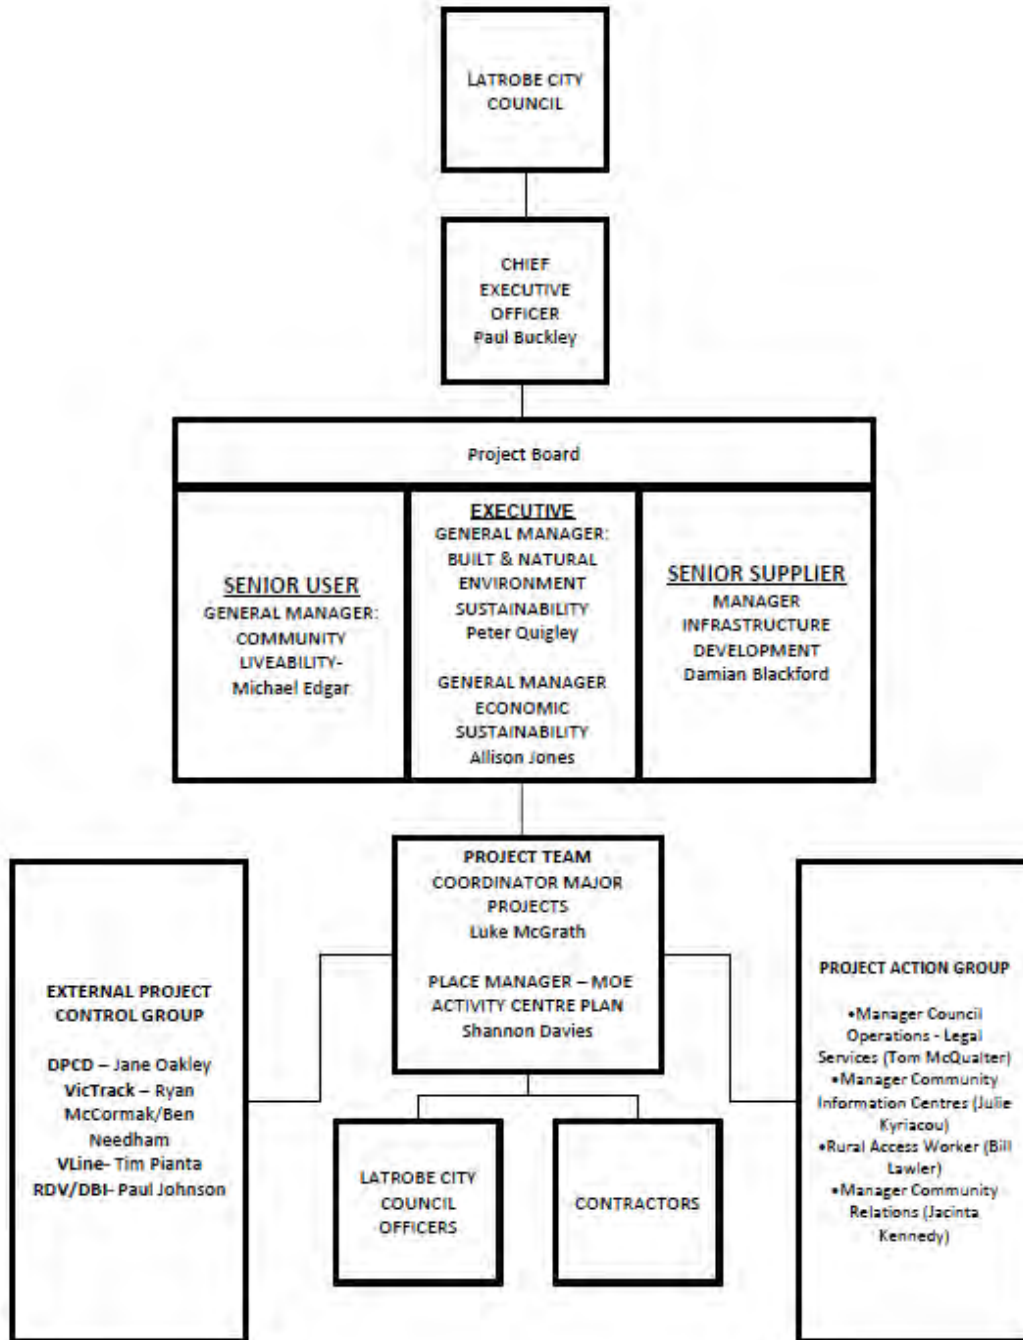 LATROBE CITY
COUNCIL
CHIEF
EXECUTIVE
OFFICER
Paul Buckley
Project Board
SENIOR USER
GENERAL MANAGER:
COMMUNITY
LIVEABILITY-
Michael Edgar
EXECUTIVE
GENERAL MANAGER:
BUILT & NATURAL
ENVIRONMENT
SUSTAINABILITY
Peter Quigley
GENERAL MANAGER
ECONOMIC
SUSTAINABILITY
Allison Jones
SENIOR SUPPLIER
MANAGER
INFRASTRUCTURE
DEVELOPMENT
Damian Blackford
PROJECT TEAM
COORDINATOR MAJOR
PROJECTS
Luke McGrath
PLACE MANAGER – MOE
ACTIVITY CENTRE PLAN
Shannon Davies
EXTERNAL PROJECT
CONTROL GROUP
DPCD – Jane Oakley
VicTrack – Ryan
McCormak/Ben
Needham
VLine- Tim Pianta
RDV/DBI- Paul Johnson
PROJECT ACTION GROUP
•Manager Council
Operations - Legal
Services (Tom McQualter)
•Manager Community
Information Centres (Julie
Kyriacou)
•Rural Access Worker (Bill
Lawler)
•Manager Community
Relations (Jacinta
Kennedy)
LATROBE CITY
COUNCIL
OFFICERS
CONTRACTORS